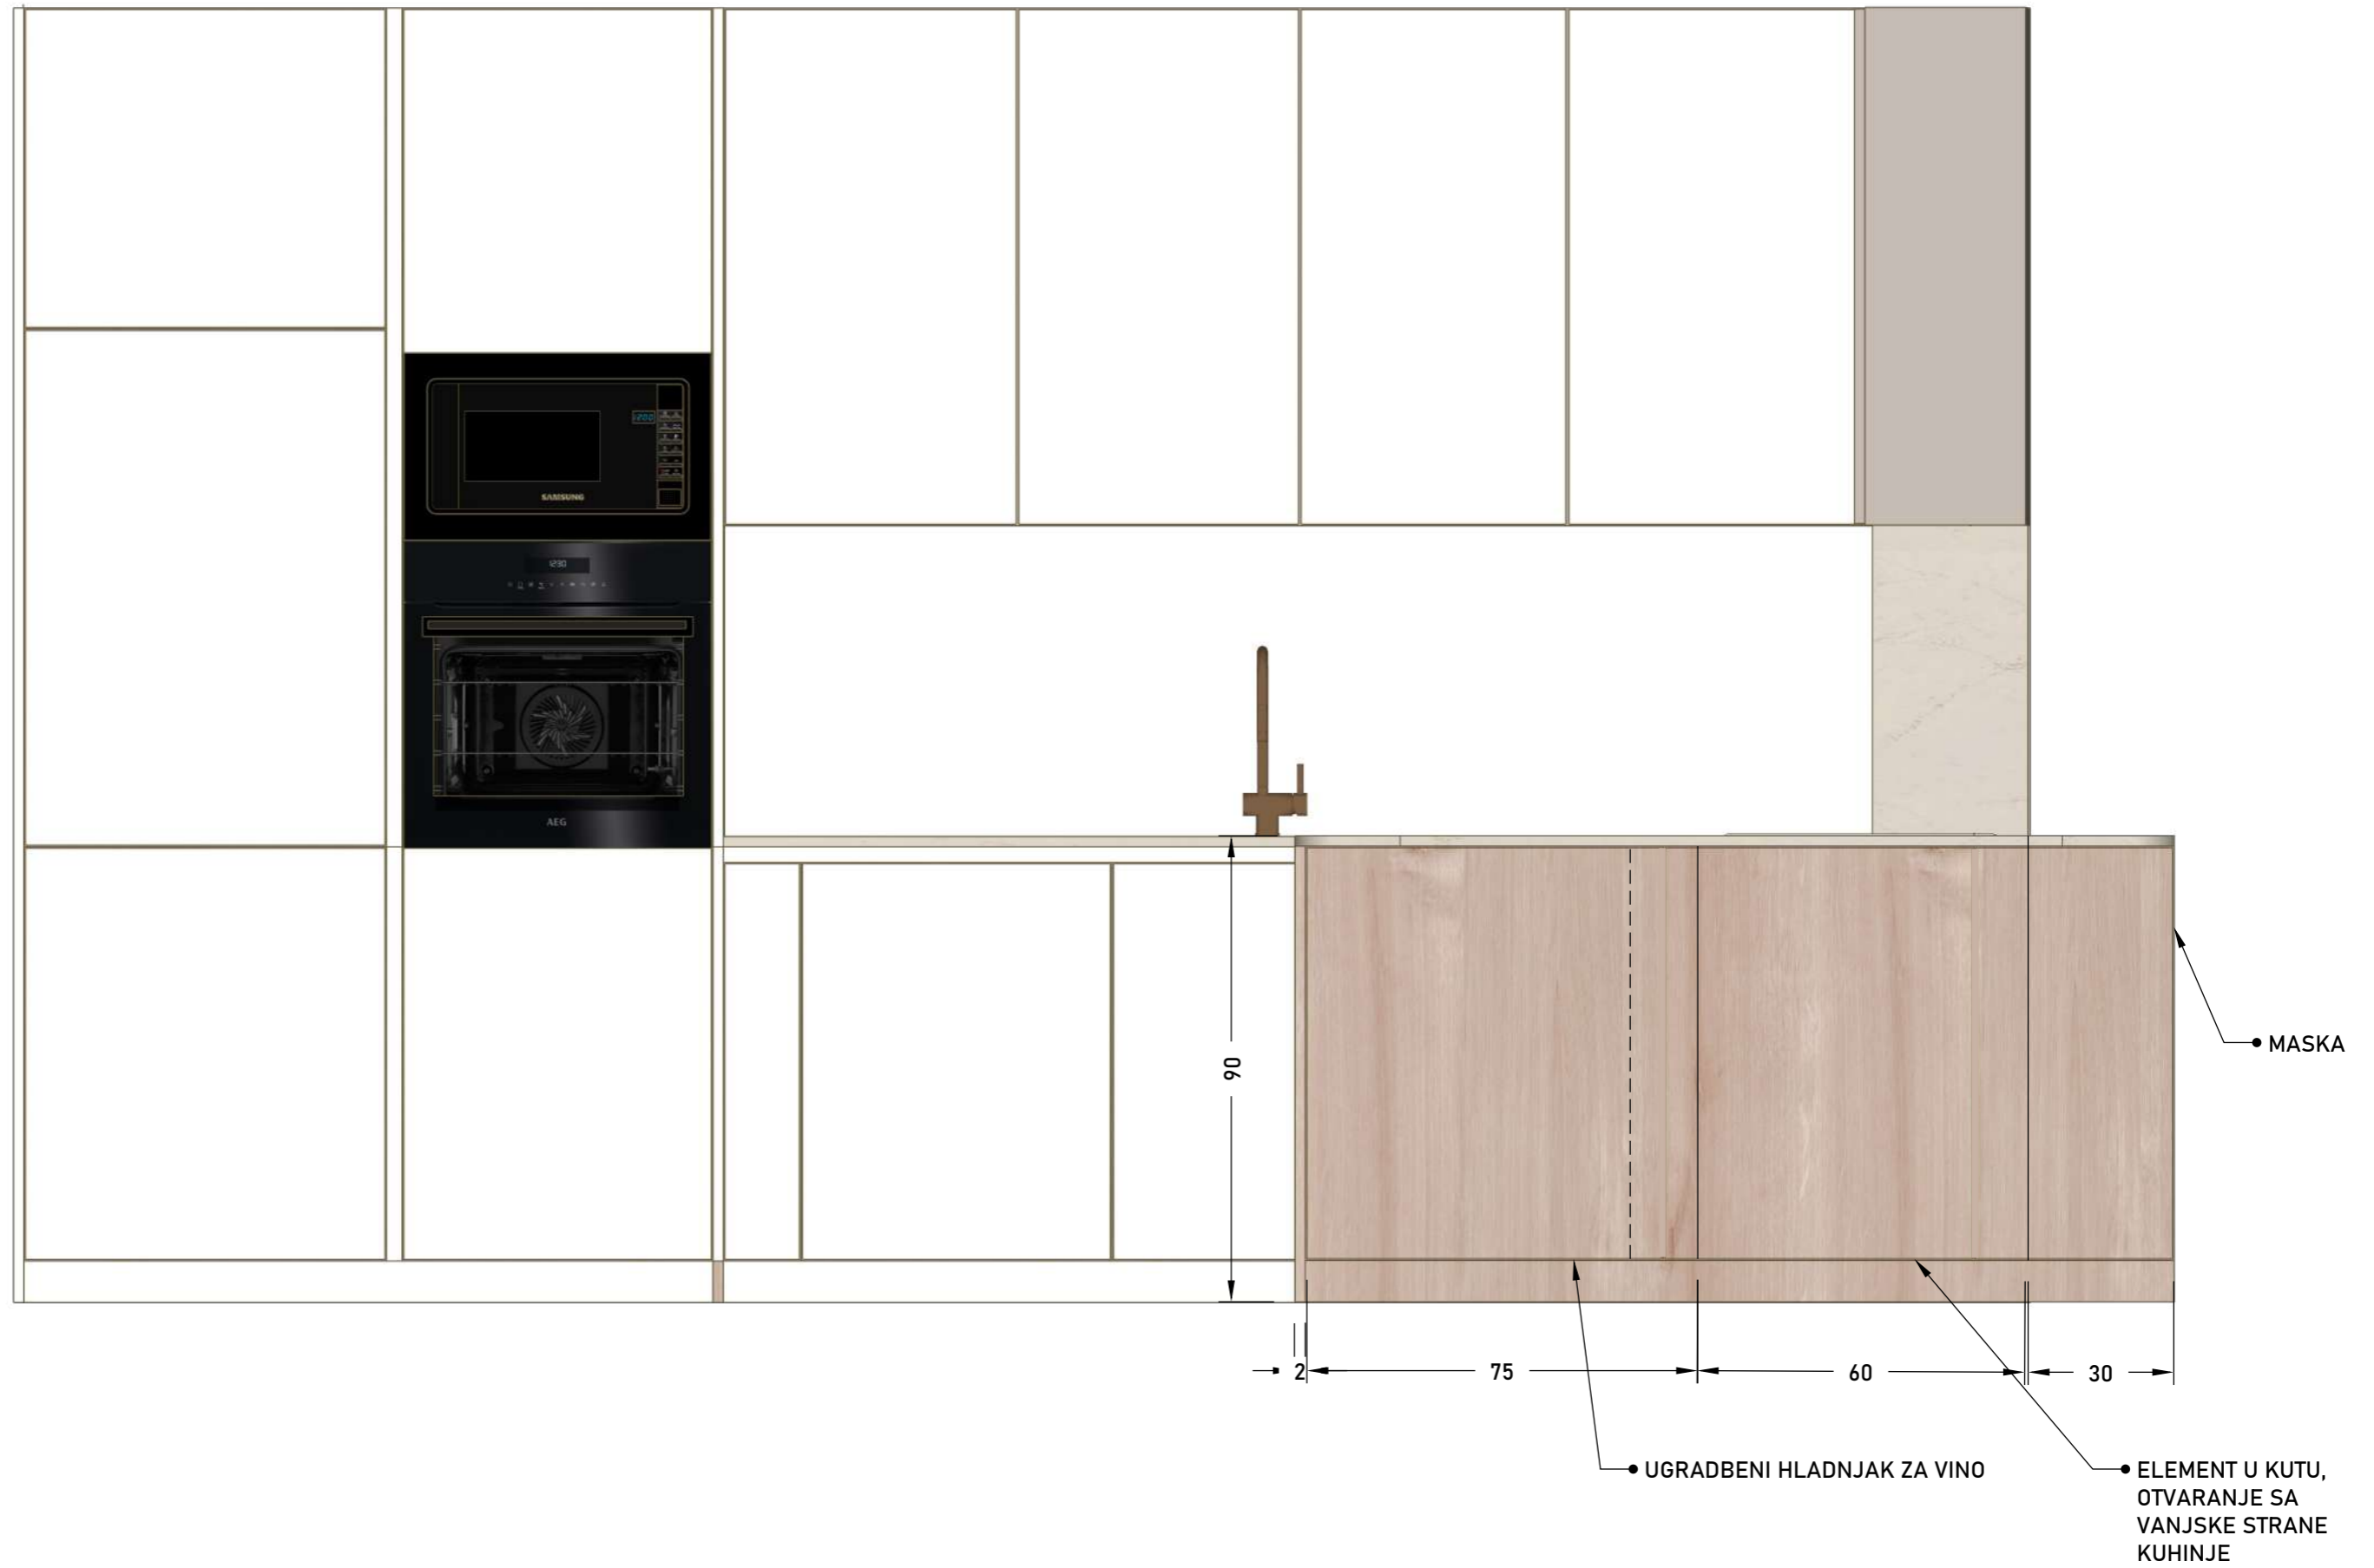 SAMSUNG
1230
AEG
90
MASKA
2
75
60
30
UGRADBENI HLADNJAK ZA VINO
ELEMENT U KUTU,
OTVARANJE SA
VANJSKE STRANE
KUHINJE